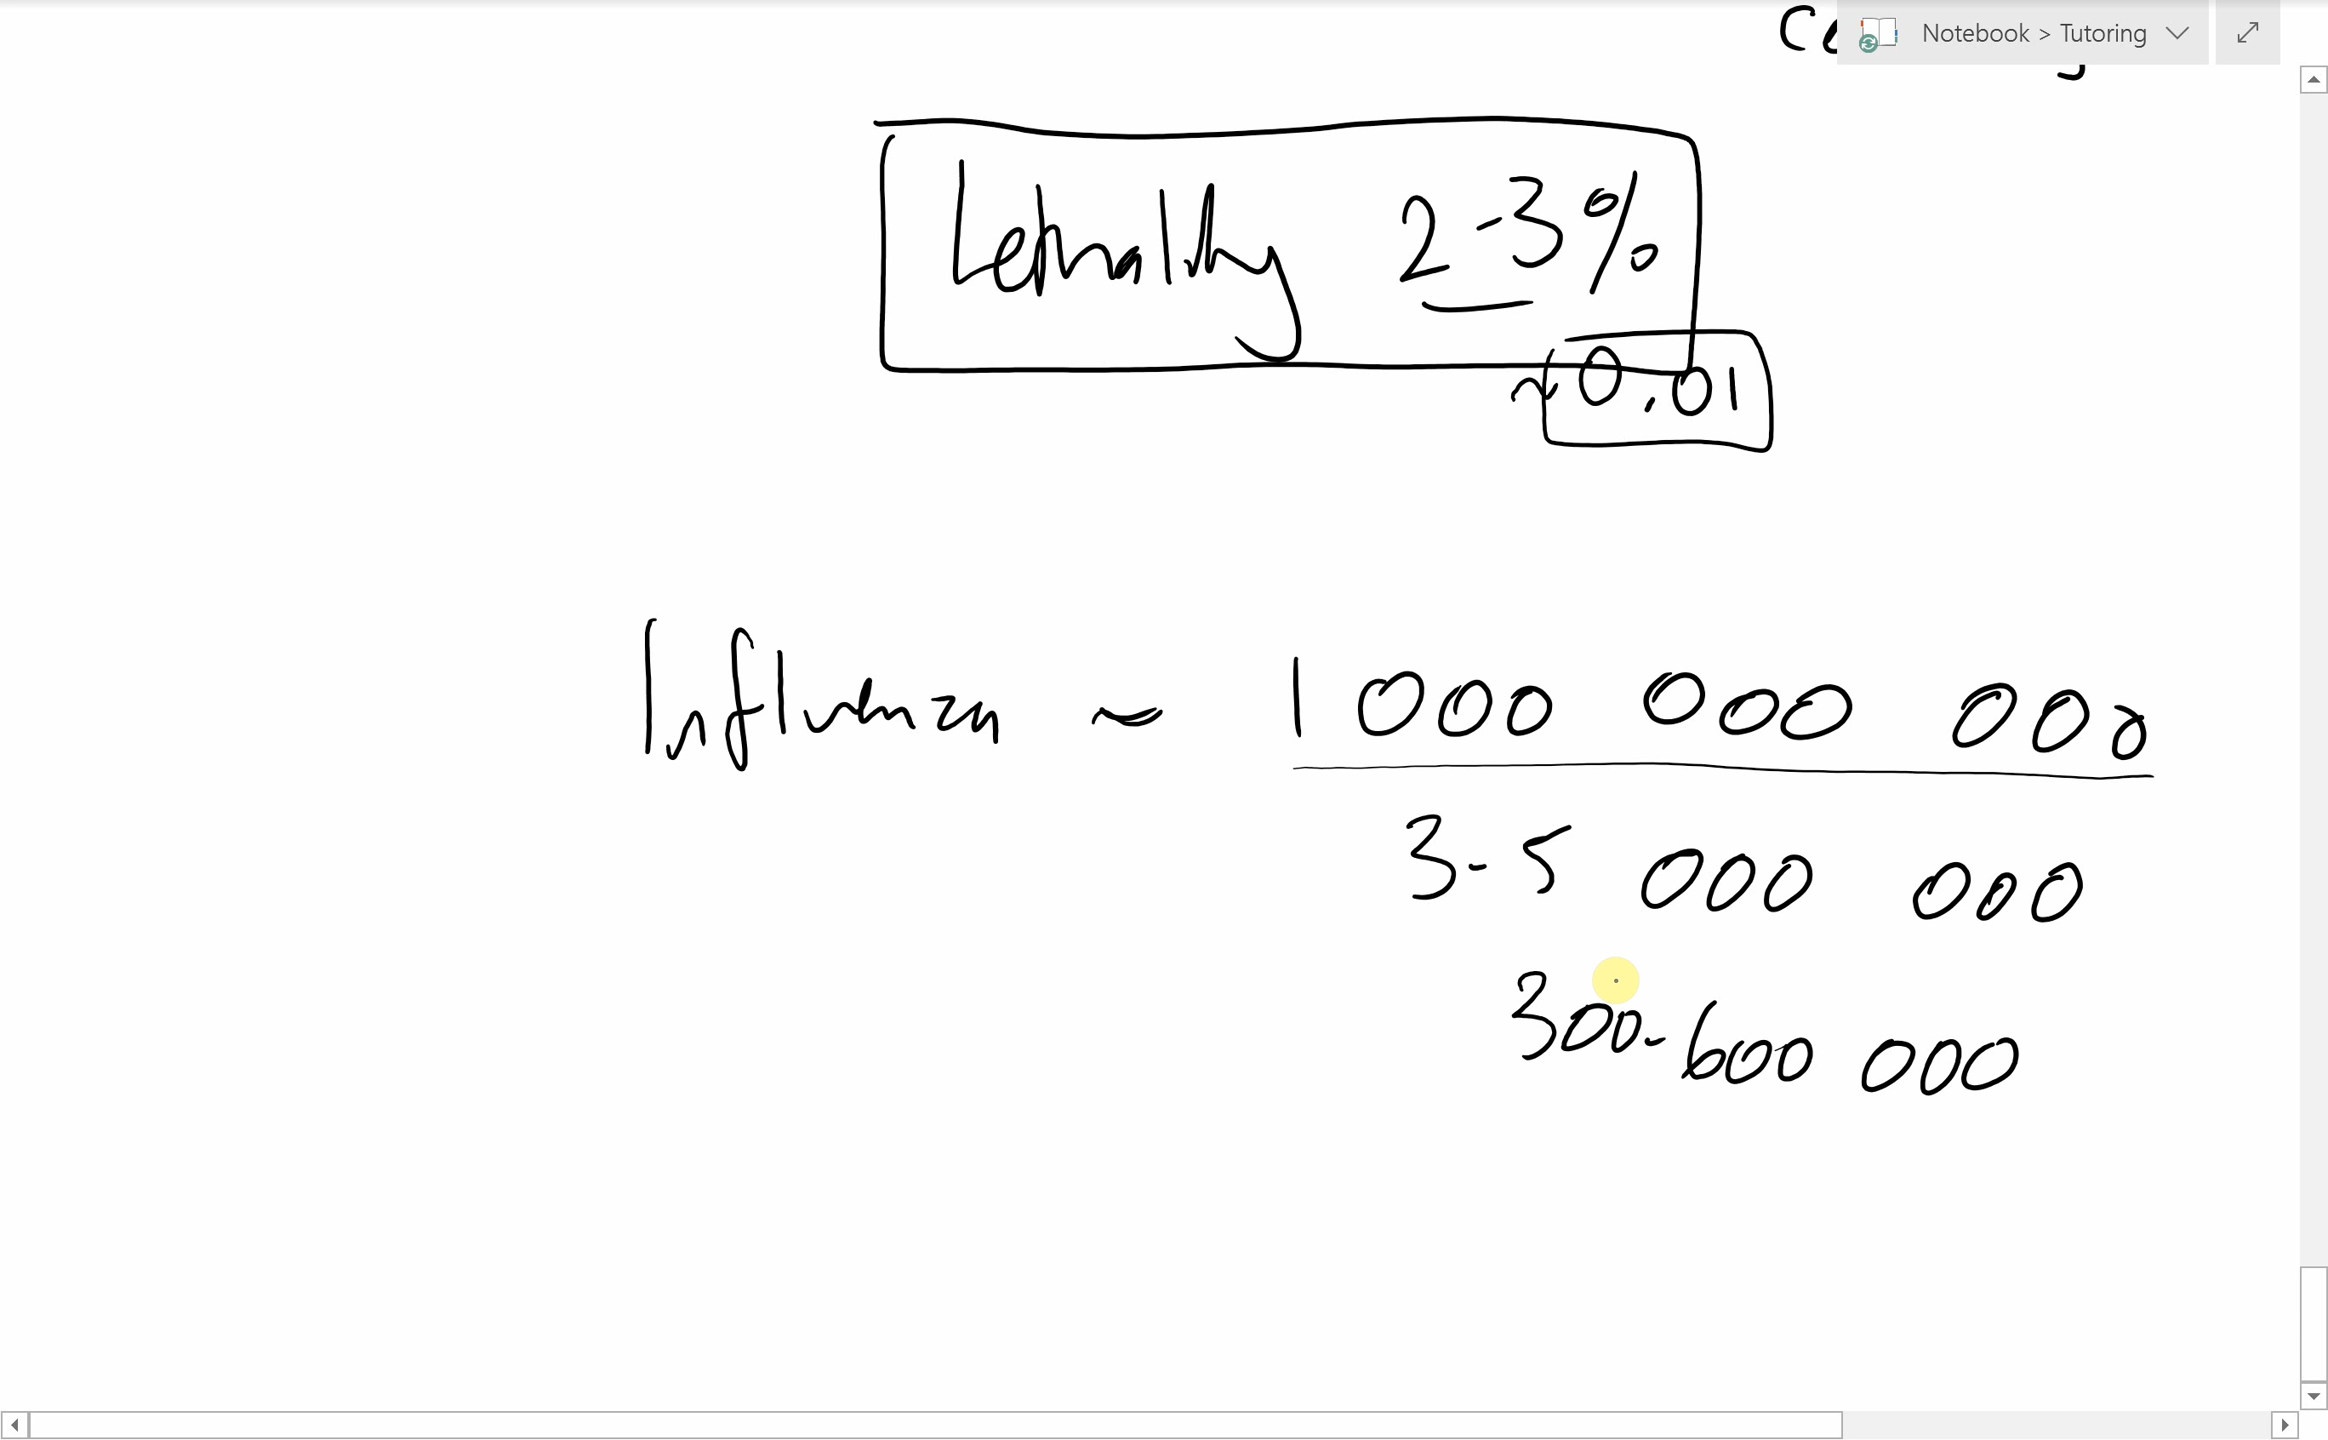 Notebook > Tutoring
Lethality 2-3%
~0.01
Influenza ~ 1 000 000 000
3-5 000 000
300-600 000